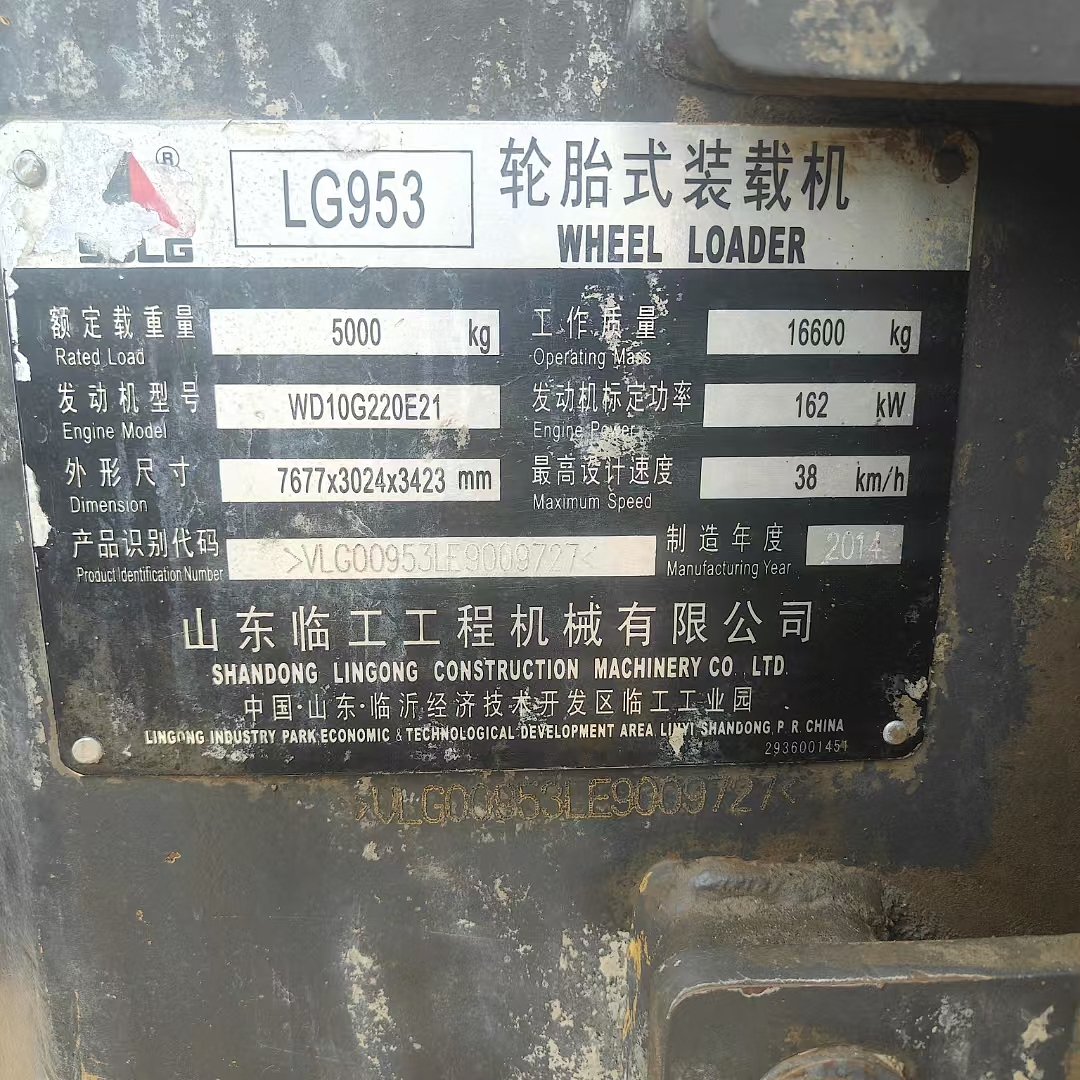 ®
SDLG
LG953
轮胎式装载机
WHEEL LOADER
额定载重量 5000 kg 工作质量 16600 kg
Rated Load Operating Mass
发动机型号 WD10G220E21 发动机标定功率 162 kW
Engine Model Engine Power
外形尺寸 7677x3024x3423 mm 最高设计速度 38 km/h
Dimension Maximum Speed
产品识别代码 >VLG00953LE9009727< 制造年度 2014
Product Identification Number Manufacturing Year
山东临工工程机械有限公司
SHANDONG LINGONG CONSTRUCTION MACHINERY CO., LTD.
中国·山东·临沂经济技术开发区临工工业园
LINGONG INDUSTRY PARK ECONOMIC & TECHNOLOGICAL DEVELOPMENT AREA LINYI SHANDONG, P. R. CHINA
2936001451
>VLG00953LE9009727<